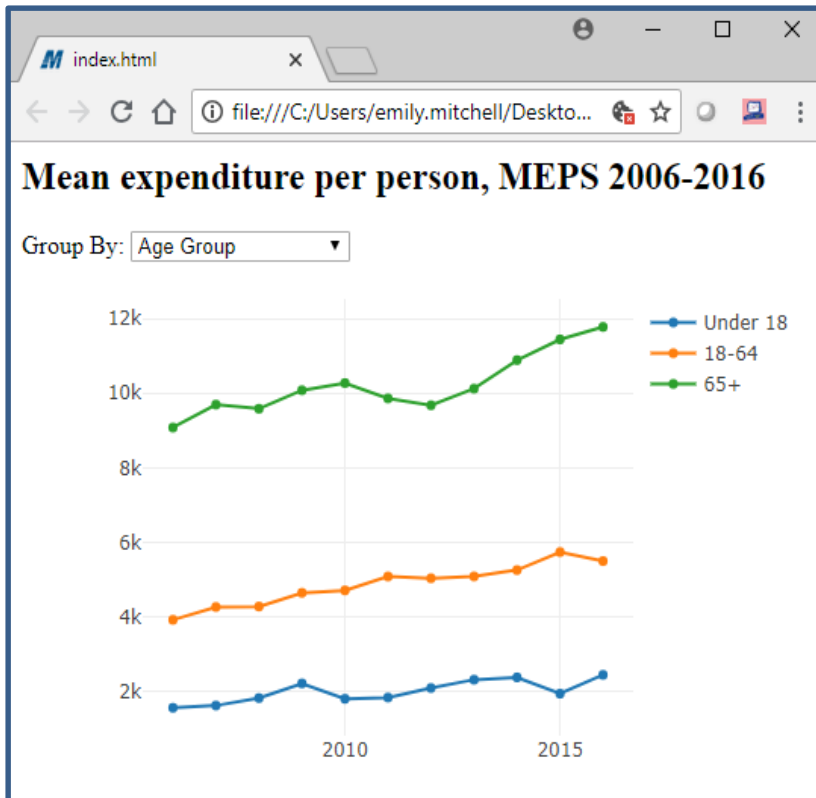 index.html
file:///C:/Users/emily.mitchell/Deskto...
Mean expenditure per person, MEPS 2006-2016
Group By: Age Group
12k
10k
8k
6k
4k
2k
2010 2015
Under 18
18-64
65+